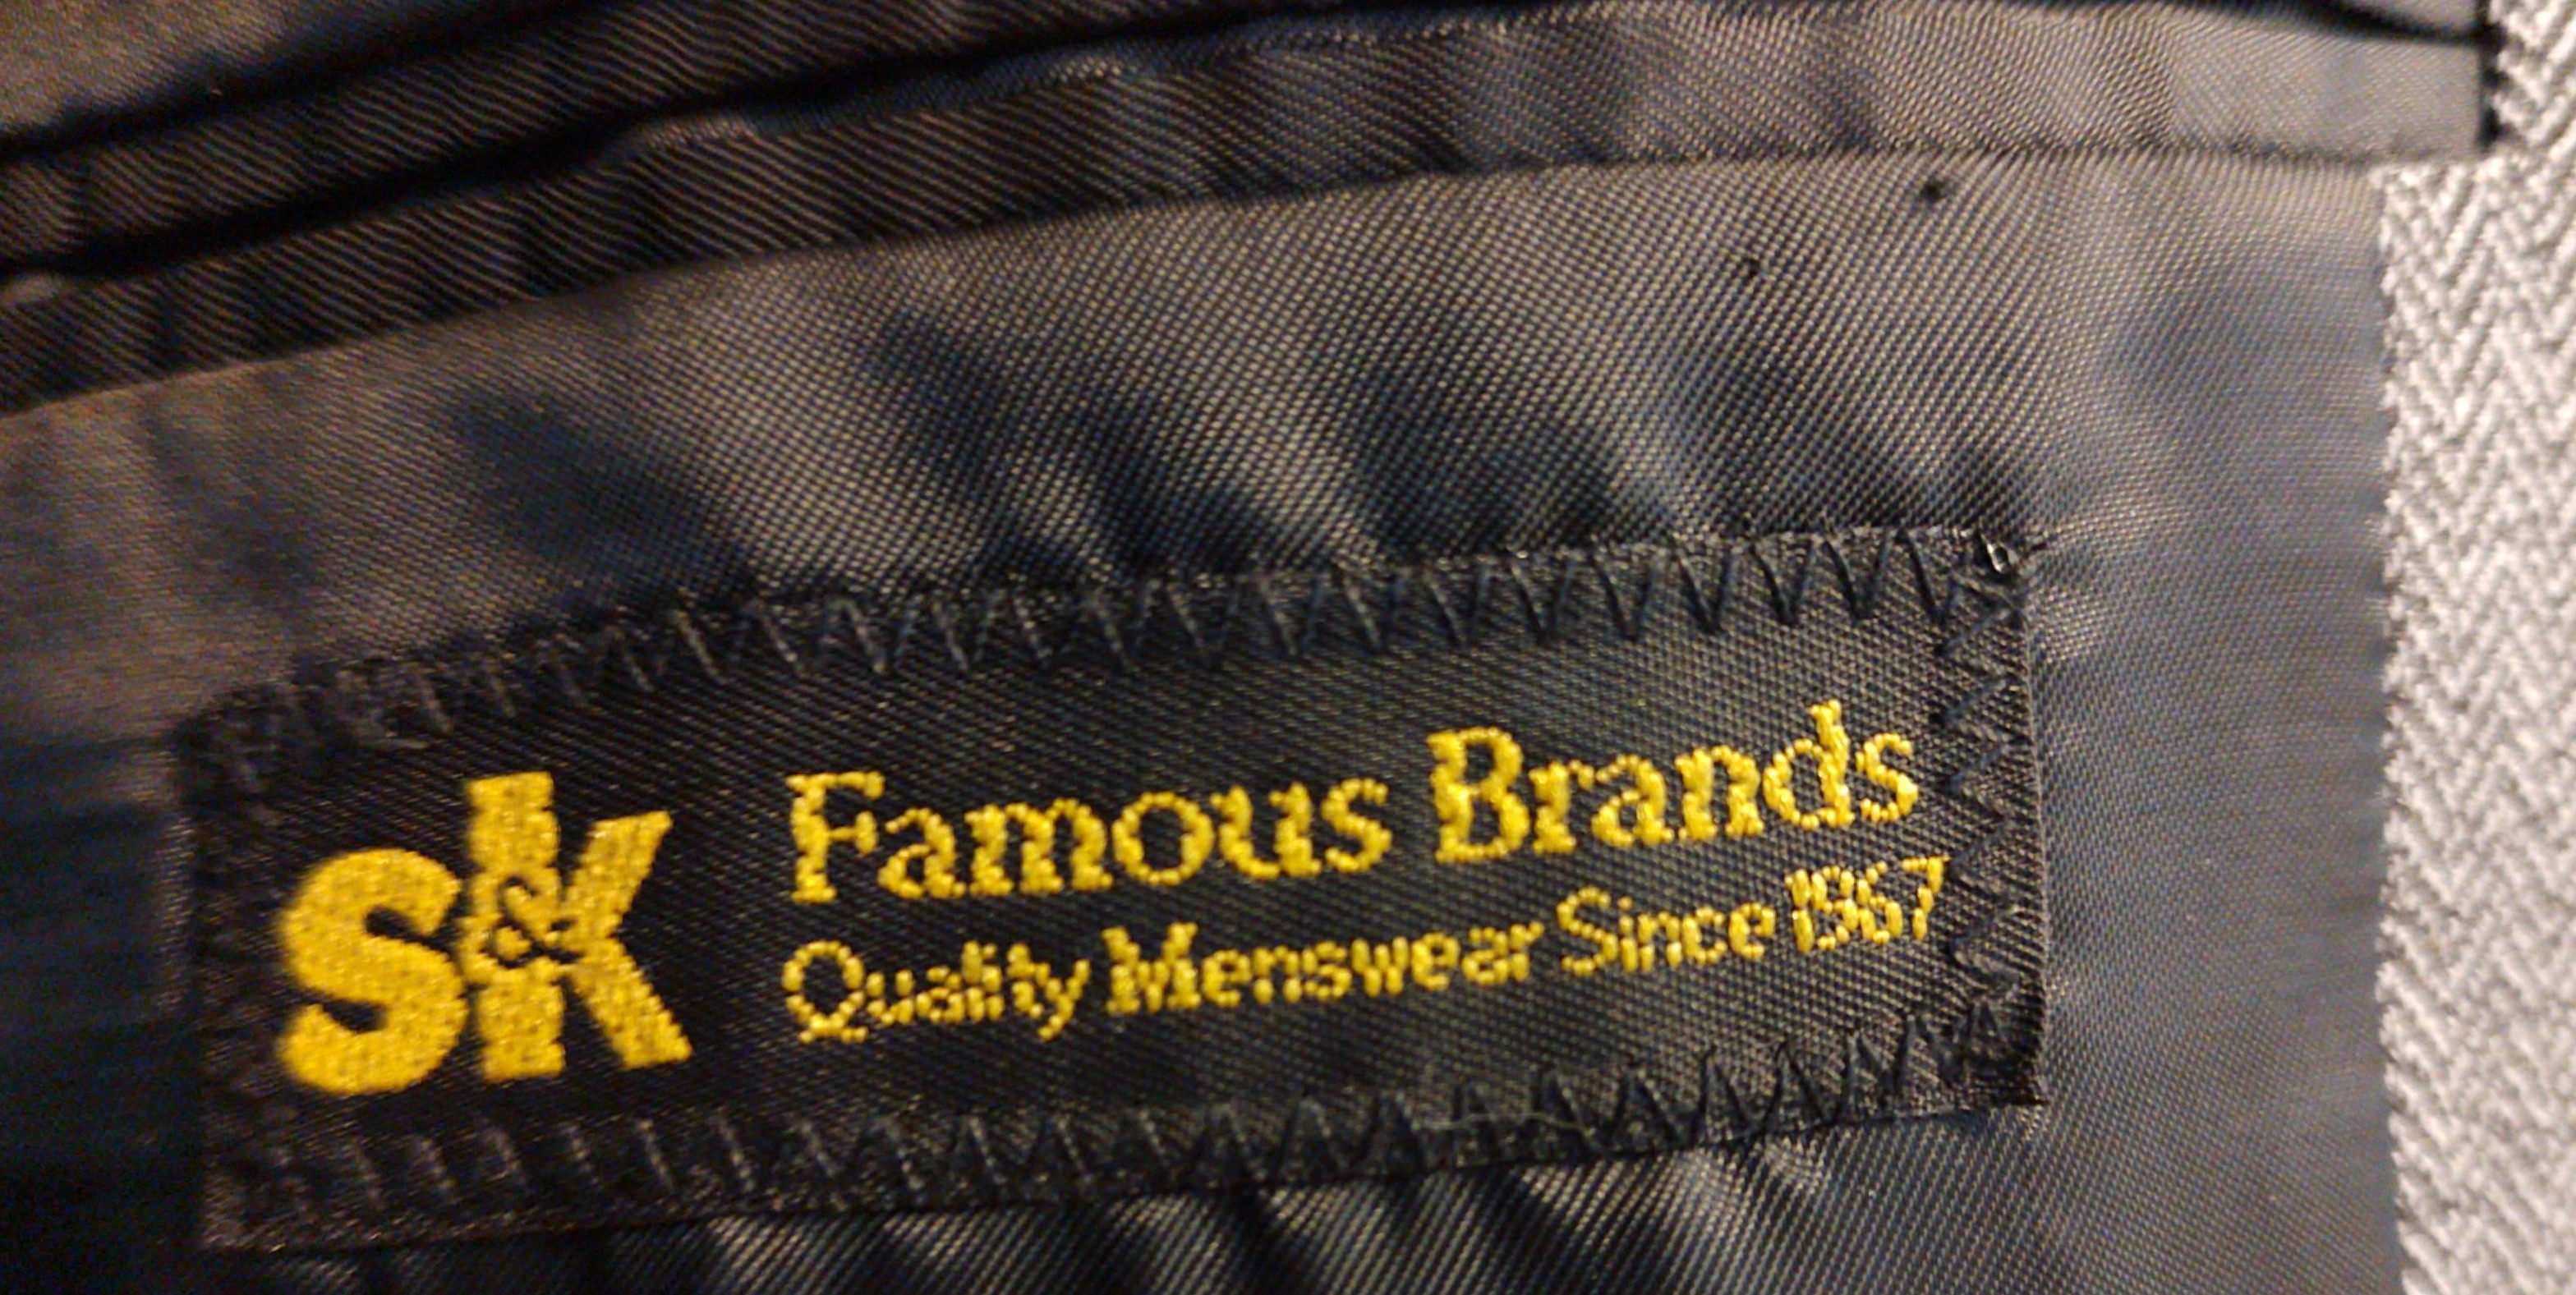 S&K
Famous Brands
Quality Menswear Since 1967